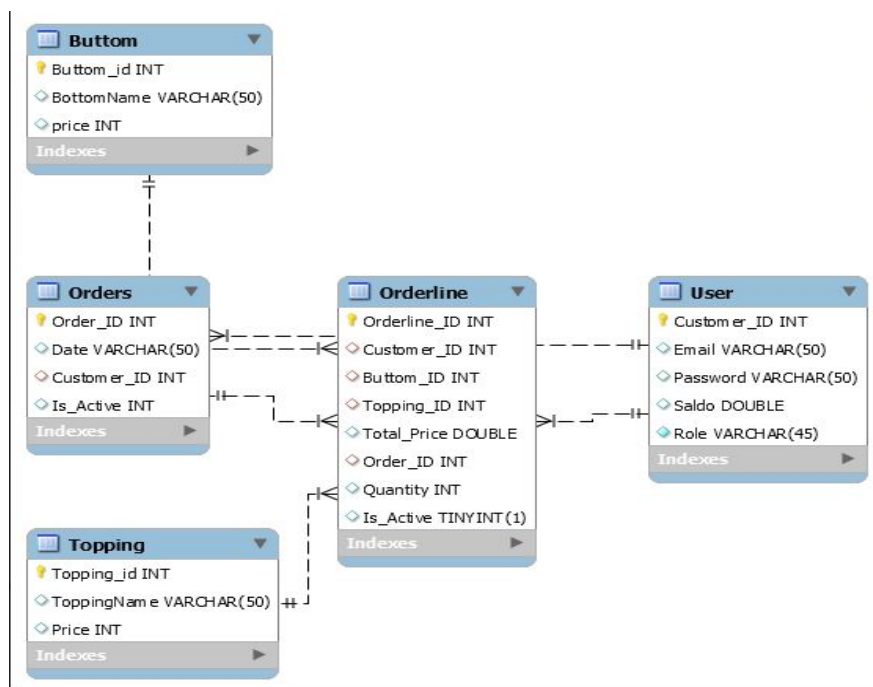 Buttom
Buttom_id INT
BottomName VARCHAR(50)
price INT
Indexes
Orders
Order_ID INT
Date VARCHAR(50)
Customer_ID INT
Is_Active INT
Indexes
Orderline
Orderline_ID INT
Customer_ID INT
Buttom_ID INT
Topping_ID INT
Total_Price DOUBLE
Order_ID INT
Quantity INT
Is_Active TINYINT(1)
Indexes
User
Customer_ID INT
Email VARCHAR(50)
Password VARCHAR(50)
Saldo DOUBLE
Role VARCHAR(45)
Indexes
Topping
Topping_id INT
ToppingName VARCHAR(50)
Price INT
Indexes